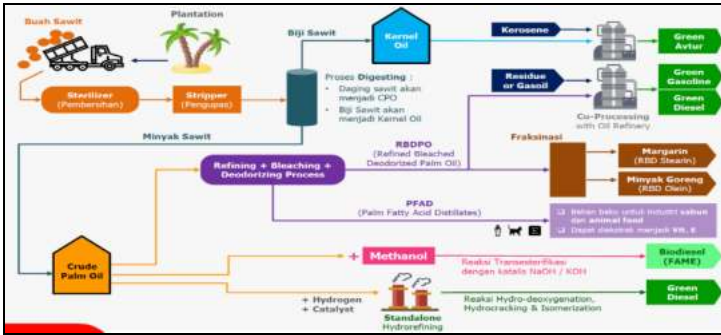 Buah Sawit
Plantation
Sterilizer
(Pembersihan)
Stripper
(Pengupas)
Biji Sawit
Kernel
Oil
Proses Digesting :
• Daging sawit akan
menjadi CPO
• Biji Sawit akan
menjadi Kernel Oil
Kerosene
Green
Avtur
Residue
or Gasoil
Green
Gasoline
Green
Diesel
Co-Processing
with Oil Refinery
Minyak Sawit
Refining + Bleaching +
Deodorizing Process
RBDPO
(Refined Bleached
Deodorized Palm Oil)
Fraksinasi
Margarin
(RBD Stearin)
Minyak Goreng
(RBD Olein)
PFAD
(Palm Fatty Acid Distillates)
Bahan baku untuk industri sabun
dan animal food
Dapat diekstrak menjadi Vit. E
Crude
Palm Oil
+ Methanol
Reaksi Transesterifikasi
dengan katalis NaOH / KOH
Biodiesel
(FAME)
+ Hydrogen
+ Catalyst
Standalone
Hydrorefining
Reaksi Hydro-deoxygenation,
Hydrocracking & Isomerization
Green
Diesel